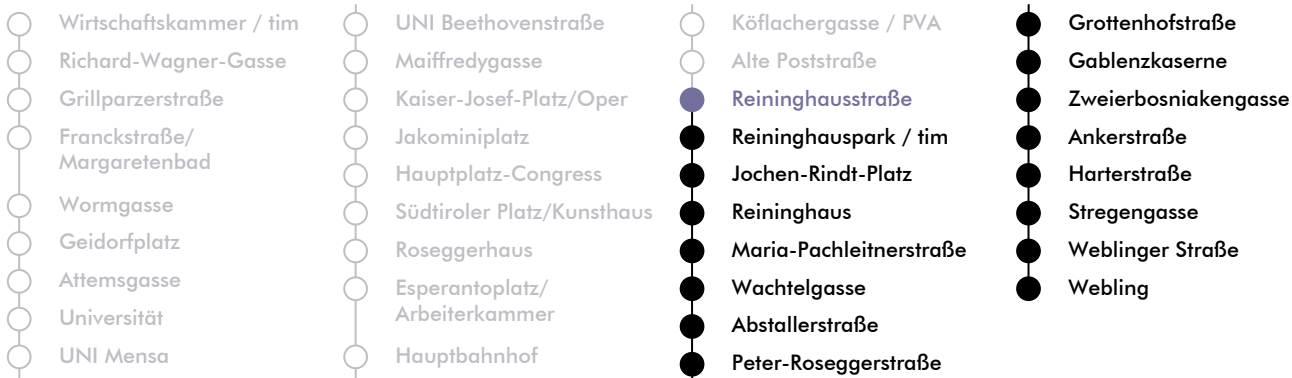 Wirtschaftskammer / tim
Richard-Wagner-Gasse
Grillparzerstraße
Franckstraße/
Margaretenbad
Wormgasse
Geidorfplatz
Attemsgasse
Universität
UNI Mensa
UNI Beethovenstraße
Maiffredygasse
Kaiser-Josef-Platz/Oper
Jakominiplatz
Hauptplatz-Congress
Südtiroler Platz/Kunsthaus
Roseggerhaus
Esperantoplatz/
Arbeiterkammer
Hauptbahnhof
Köflachergasse / PVA
Alte Poststraße
Reininghausstraße
Reininghauspark / tim
Jochen-Rindt-Platz
Reininghaus
Maria-Pachleitnerstraße
Wachtelgasse
Abstallerstraße
Peter-Roseggerstraße
Grottenhofstraße
Gablenzkaserne
Zweierbosniakengasse
Ankerstraße
Harterstraße
Stregengasse
Weblinger Straße
Webling